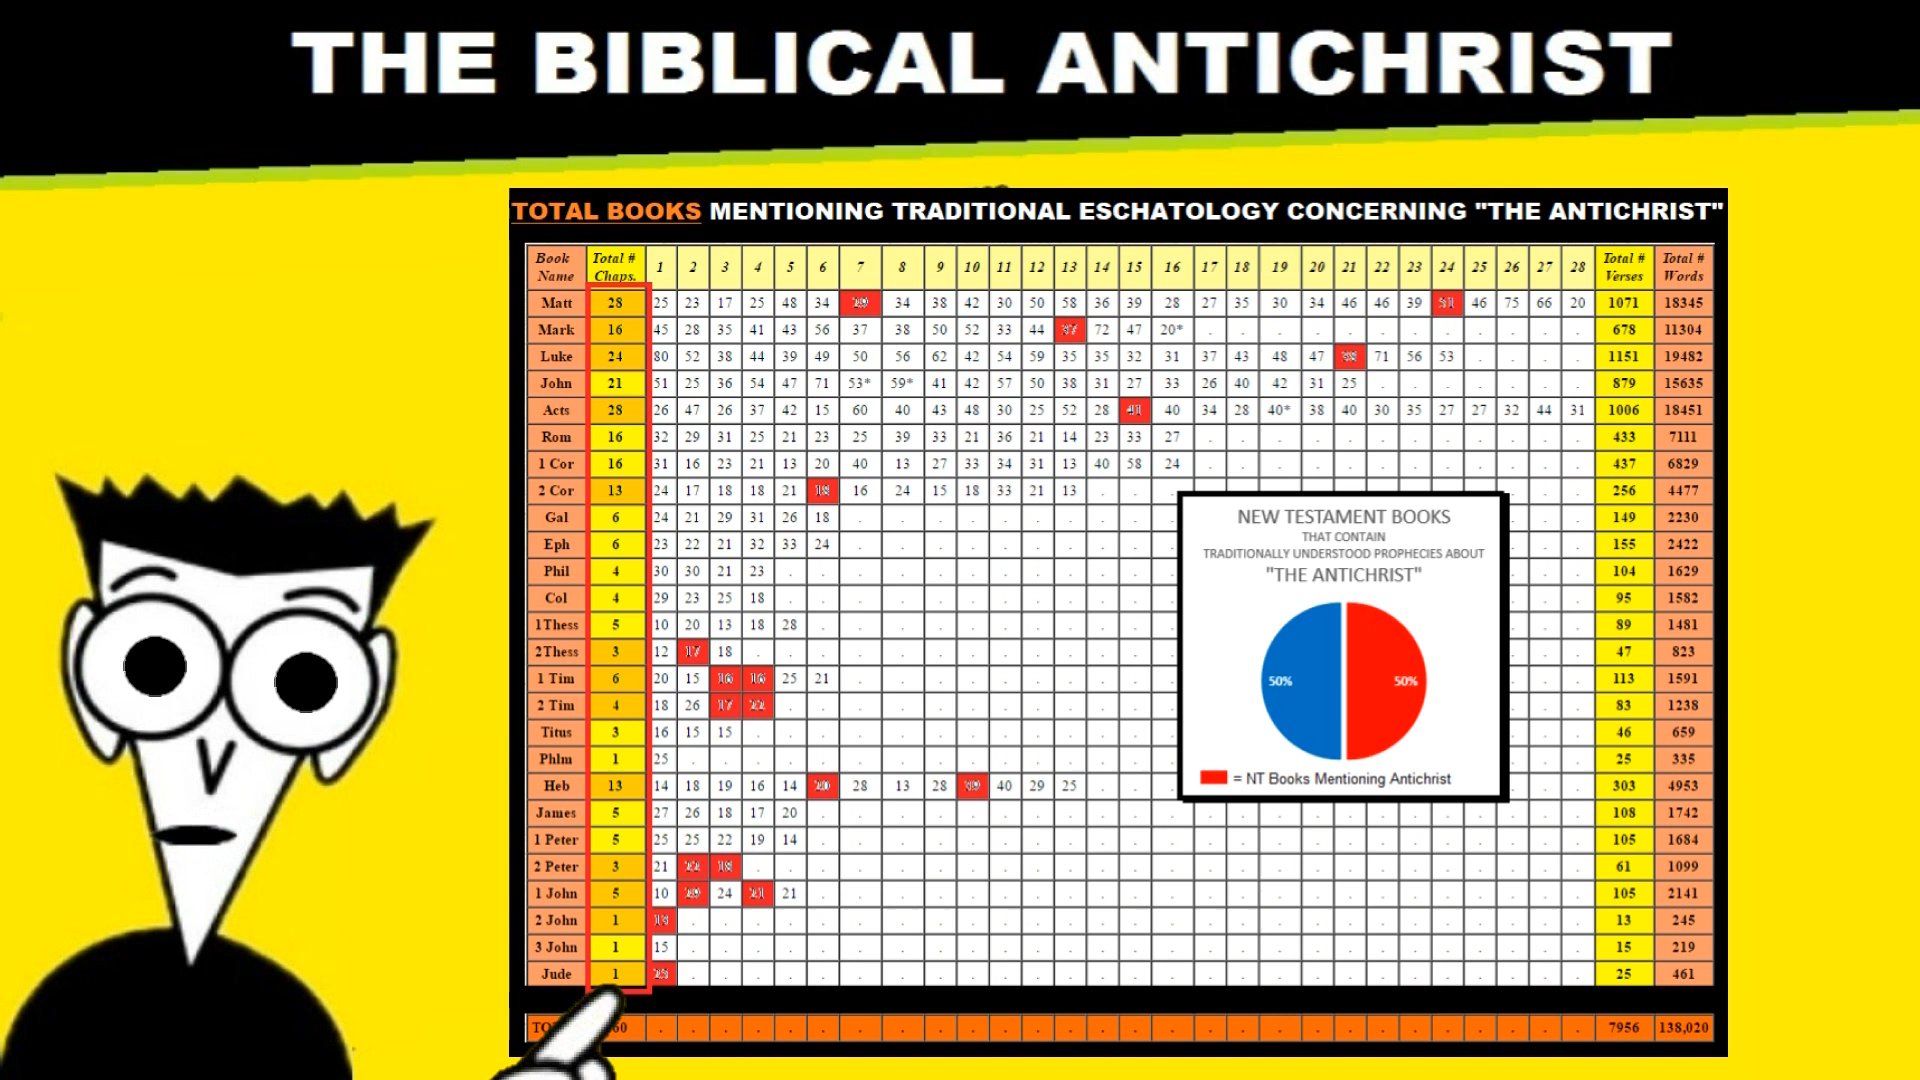 THE BIBLICAL ANTICHRIST
TOTAL BOOKS MENTIONING TRADITIONAL ESCHATOLOGY CONCERNING "THE ANTICHRIST"
Book Name Total # Chaps. 1 2 3 4 5 6 7 8 9 10 11 12 13 14 15 16 17 18 19 20 21 22 23 24 25 26 27 28 Total # Verses Total # Words
Matt 28 25 23 17 25 48 34 29 34 38 42 30 50 58 36 39 28 27 35 30 34 46 46 39 51 46 75 66 20 1071 18345
Mark 16 45 28 35 41 43 56 37 38 50 52 33 44 37 72 47 20* . . . . . . . . . . . . 678 11304
Luke 24 80 52 38 44 39 49 50 56 62 42 54 59 35 35 32 31 37 43 48 47 38 71 56 53 . . . . 1151 19482
John 21 51 25 36 54 47 71 53* 59* 41 42 57 50 38 31 27 33 26 40 42 31 25 . . . . . . . 879 15635
Acts 28 26 47 26 37 42 15 60 40 43 48 30 25 52 28 41 40 34 28 40* 38 40 30 35 27 27 32 44 31 1006 18451
Rom 16 32 29 31 25 21 23 25 39 33 21 36 21 14 23 33 27 . . . . . . . . . . . . 433 7111
1 Cor 16 31 16 23 21 13 20 40 13 27 33 34 31 13 40 58 24 . . . . . . . . . . . . 437 6829
2 Cor 13 24 17 18 18 21 18 16 24 15 18 33 21 13 . . . 256 4477
Gal 6 24 21 29 31 26 18 . . . . . . . . . . 149 2230
Eph 6 23 22 21 32 33 24 . . . . . . . . . . 155 2422
Phil 4 30 30 21 23 . . . . . . . . . . . . 104 1629
Col 4 29 23 25 18 . . . . . . . . . . . . 95 1582
1Thess 5 10 20 13 18 28 . . . . . . . . . . . 89 1481
2Thess 3 12 17 18 . . . . . . . . . . . . . 47 823
1 Tim 6 20 15 16 16 25 21 . . . . . . . . . . 113 1591
2 Tim 4 18 26 17 22 . . . . . . . . . . . . 83 1238
Titus 3 16 15 15 . . . . . . . . . . . . . 46 659
Phlm 1 25 . . . . . . . . . . . . . . . 25 335
Heb 13 14 18 19 16 14 20 28 13 28 39 40 29 25 . . . 303 4953
James 5 27 26 18 17 20 . . . . . . . . . . . . . . . . . . . . . . . 108 1742
1 Peter 5 25 25 22 19 14 . . . . . . . . . . . . . . . . . . . . . . . 105 1684
2 Peter 3 21 22 18 . . . . . . . . . . . . . . . . . . . . . . . . . 61 1099
1 John 5 10 29 24 21 21 . . . . . . . . . . . . . . . . . . . . . . . 105 2141
2 John 1 13 . . . . . . . . . . . . . . . . . . . . . . . . . . . 13 245
3 John 1 15 . . . . . . . . . . . . . . . . . . . . . . . . . . . 15 219
Jude 1 25 . . . . . . . . . . . . . . . . . . . . . . . . . . . 25 461
. . . . . . . . . . . . . . . . . . . . . . . . . . . . 7956 138,020
NEW TESTAMENT BOOKS
THAT CONTAIN
TRADITIONALLY UNDERSTOOD PROPHECIES ABOUT
"THE ANTICHRIST"
50% 50%
= NT Books Mentioning Antichrist